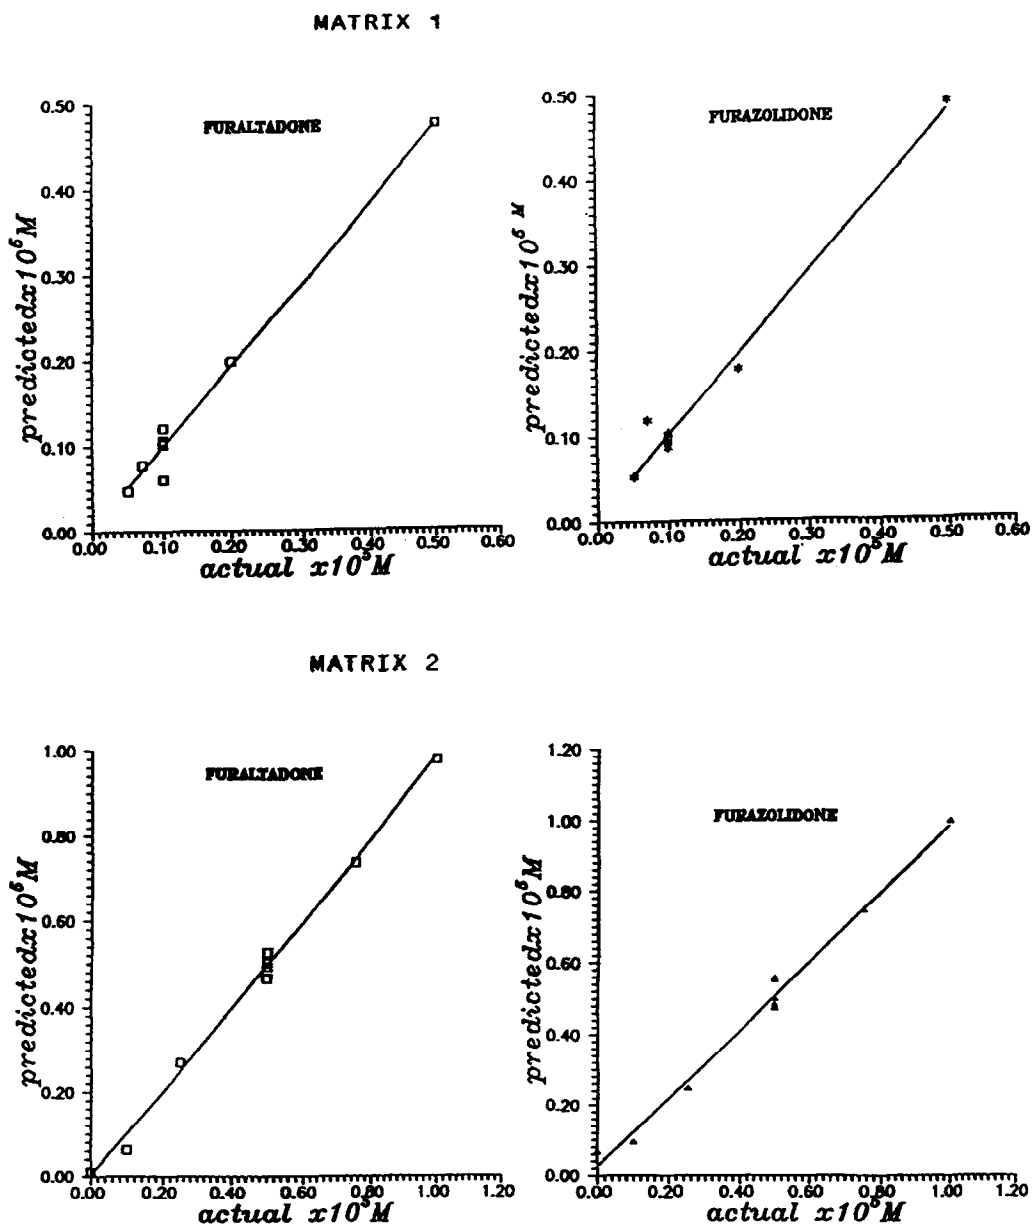 MATRIX 1
FURALTADONE
0.50
0.40
0.30
0.20
0.10
0.00
predictedx10⁵M
0.00 0.10 0.20 0.30 0.40 0.50 0.60
actual x10⁵M
FURAZOLIDONE
0.50
0.40
0.30
0.20
0.10
0.00
predictedx10⁶ M
0.00 0.10 0.20 0.30 0.40 0.50 0.60
actual x10⁵M
MATRIX 2
FURALTADONE
1.00
0.80
0.60
0.40
0.20
0.00
predictedx10⁵M
0.00 0.20 0.40 0.60 0.80 1.00 1.20
actual x10⁵M
FURAZOLIDONE
1.20
1.00
0.80
0.60
0.40
0.20
0.00
predictedx10⁵M
0.00 0.20 0.40 0.60 0.80 1.00 1.20
actual x10⁵M